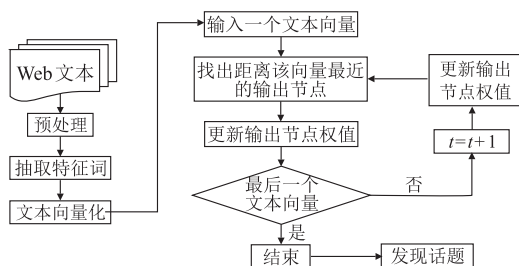 Web 文本
预处理
抽取特征词
文本向量化
输入一个文本向量
找出距离该向量最近
的输出节点
更新输出节点权值
最后一个
文本向量
是
结束
发现话题
否
t=t+1
更新输出
节点权值